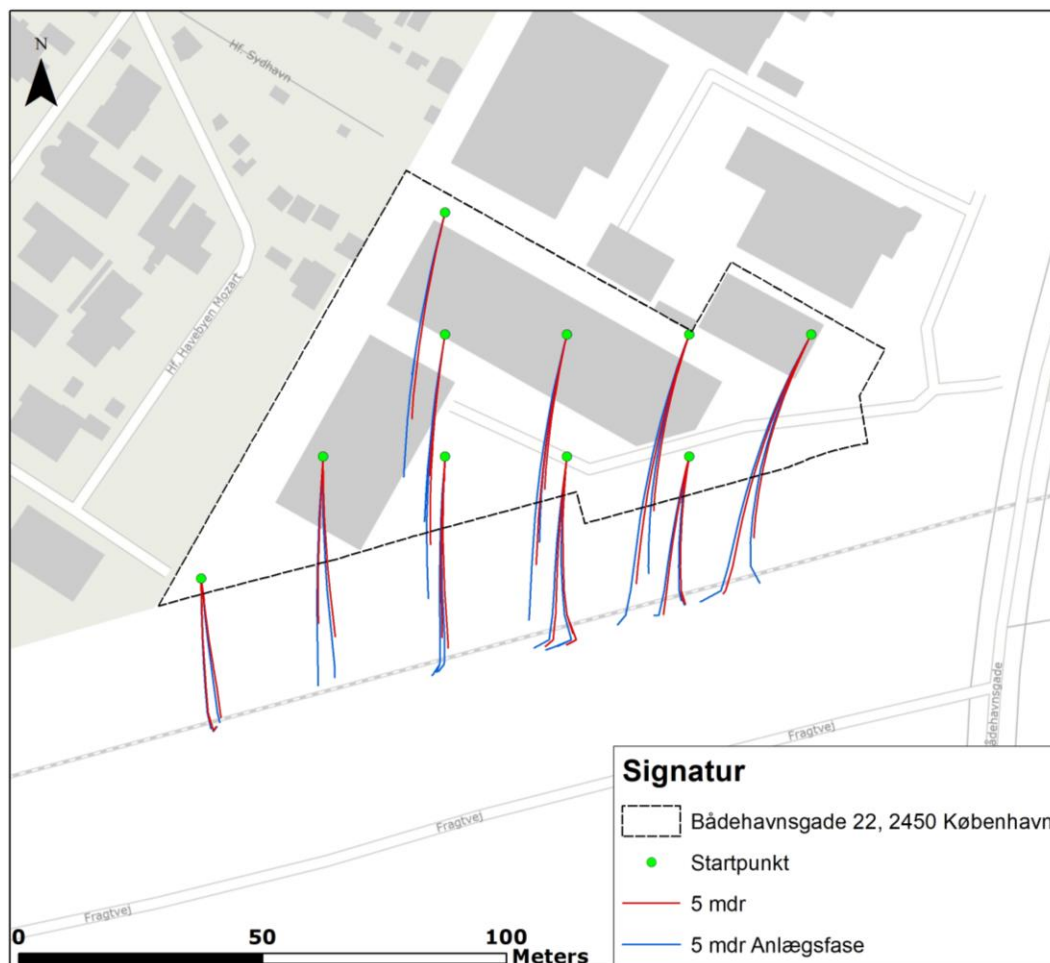 N
Hf. Sydhavn
Hf. Havebyen Mozart
Bådehavnsgade
Fragtvej
Fragtvej
Fragtvej
Signatur
Bådehavnsgade 22, 2450 København
Startpunkt
5 mdr
5 mdr Anlægsfase
0 50 100
Meters